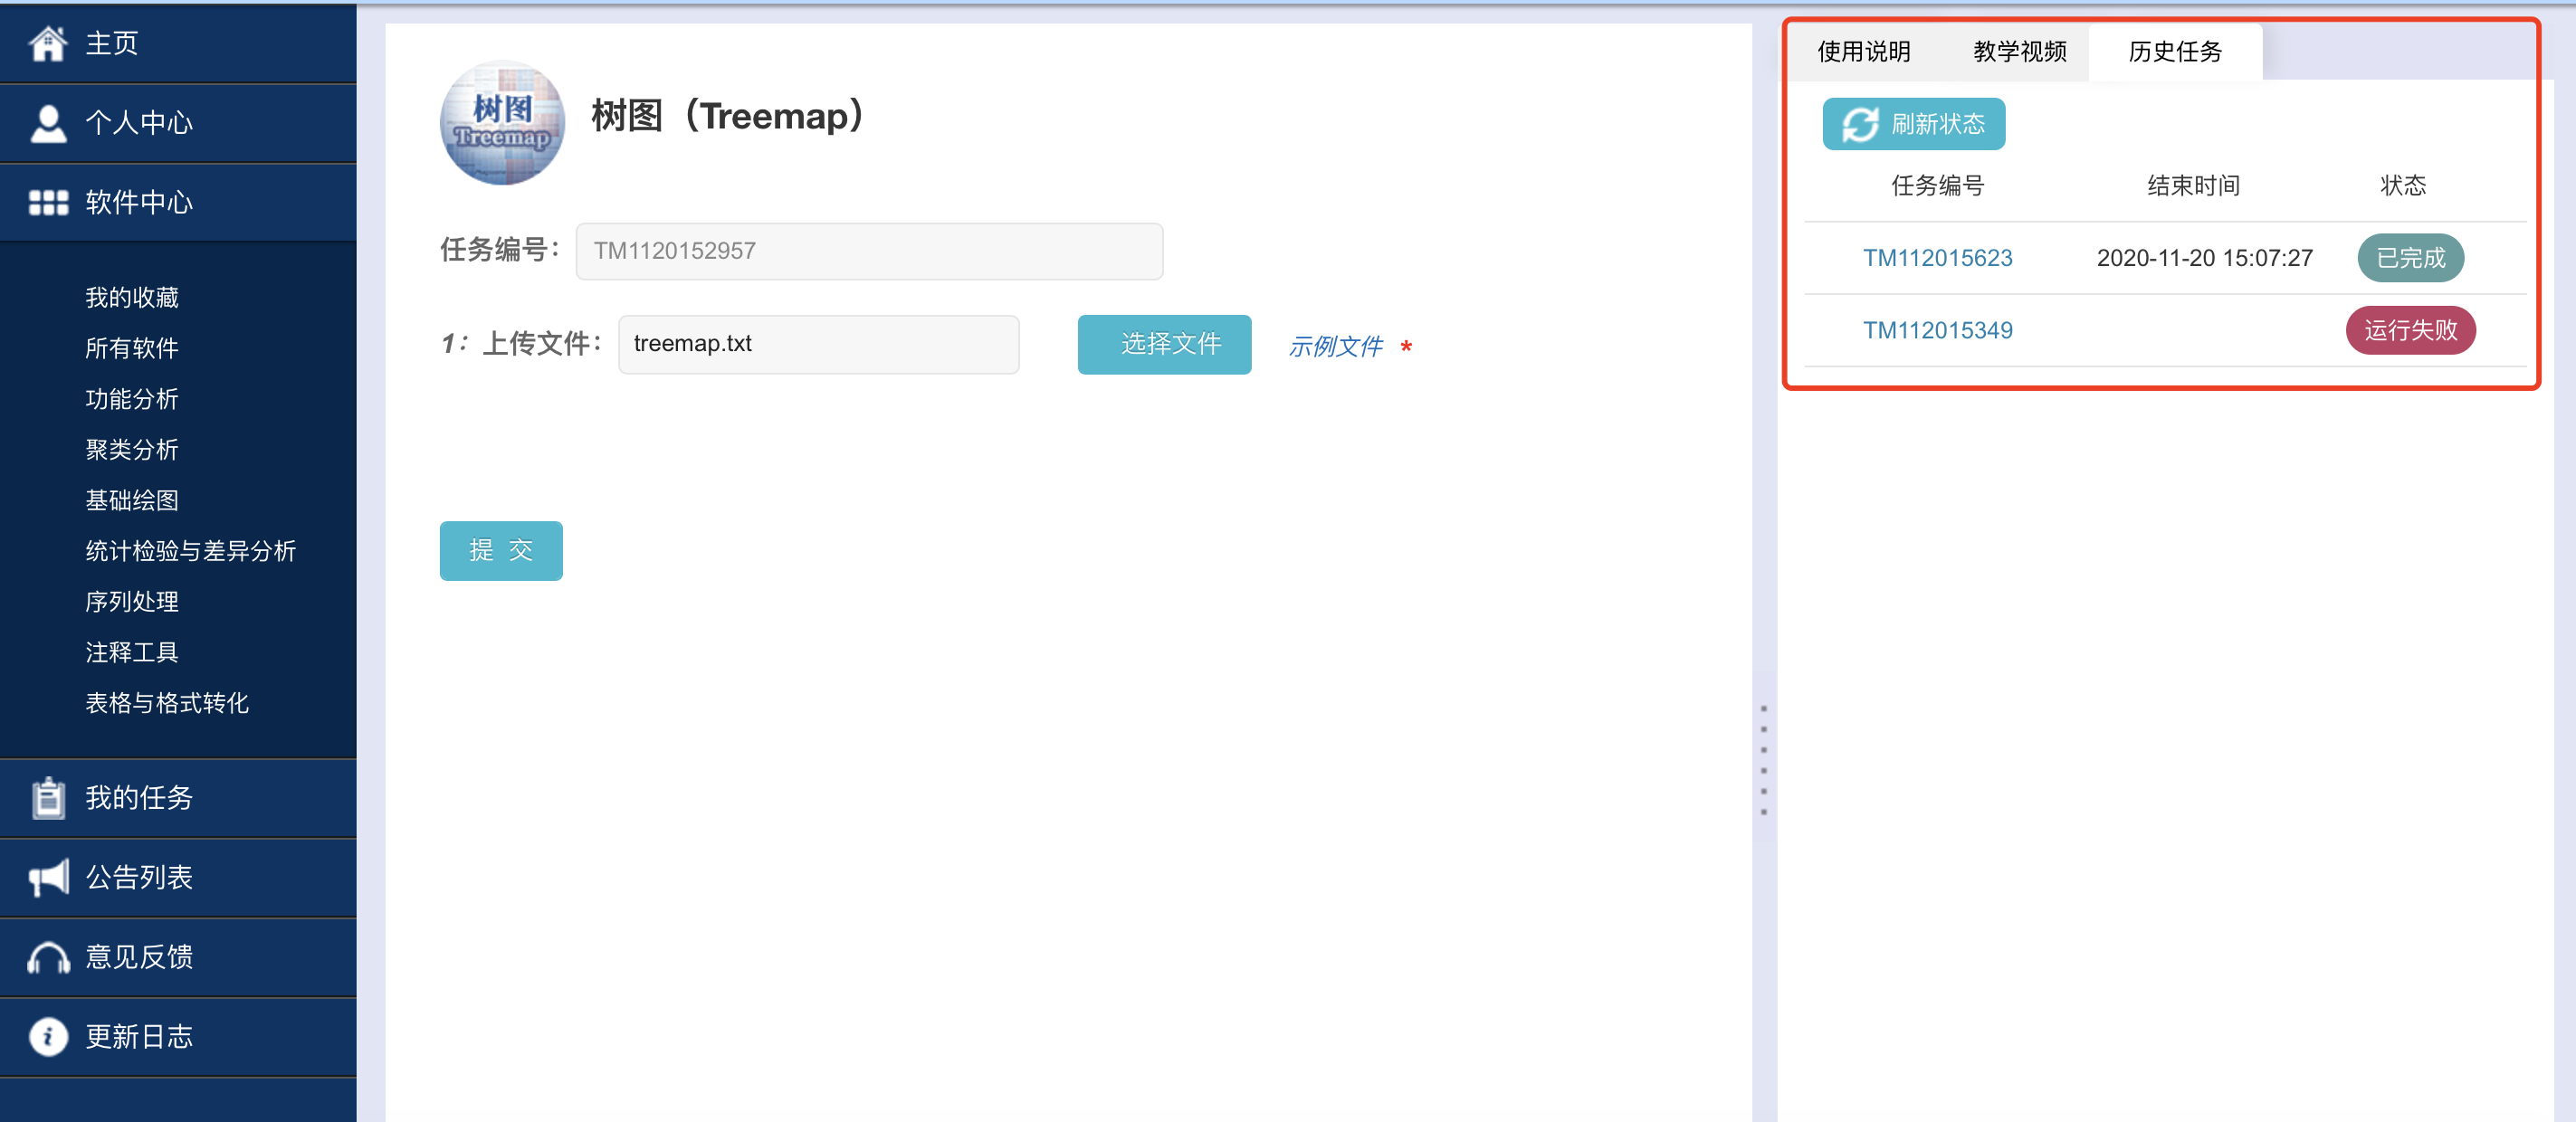 主页
个人中心
软件中心
我的收藏
所有软件
功能分析
聚类分析
基础绘图
统计检验与差异分析
序列处理
注释工具
表格与格式转化
我的任务
公告列表
意见反馈
更新日志
树图
Treemap
树图（Treemap）
任务编号： TM1120152957
1：上传文件： treemap.txt 选择文件 示例文件 *
提 交
使用说明 教学视频 历史任务
刷新状态
任务编号 结束时间 状态
TM112015623 2020-11-20 15:07:27 已完成
TM112015349 运行失败